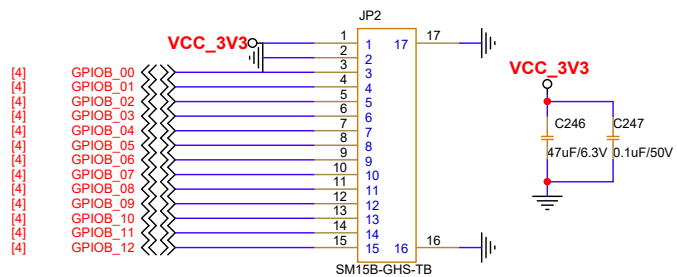 JP2
VCC_3V3
1 1 17 17
2 2
[4] GPIOB_00 3 3
[4] GPIOB_01 4 4
[4] GPIOB_02 5 5
[4] GPIOB_03 6 6
[4] GPIOB_04 7 7
[4] GPIOB_05 8 8
[4] GPIOB_06 9 9
[4] GPIOB_07 10 10
[4] GPIOB_08 11 11
[4] GPIOB_09 12 12
[4] GPIOB_10 13 13
[4] GPIOB_11 14 14
[4] GPIOB_12 15 15 16 16
SM15B-GHS-TB
VCC_3V3
C246 C247
47uF/6.3V 0.1uF/50V